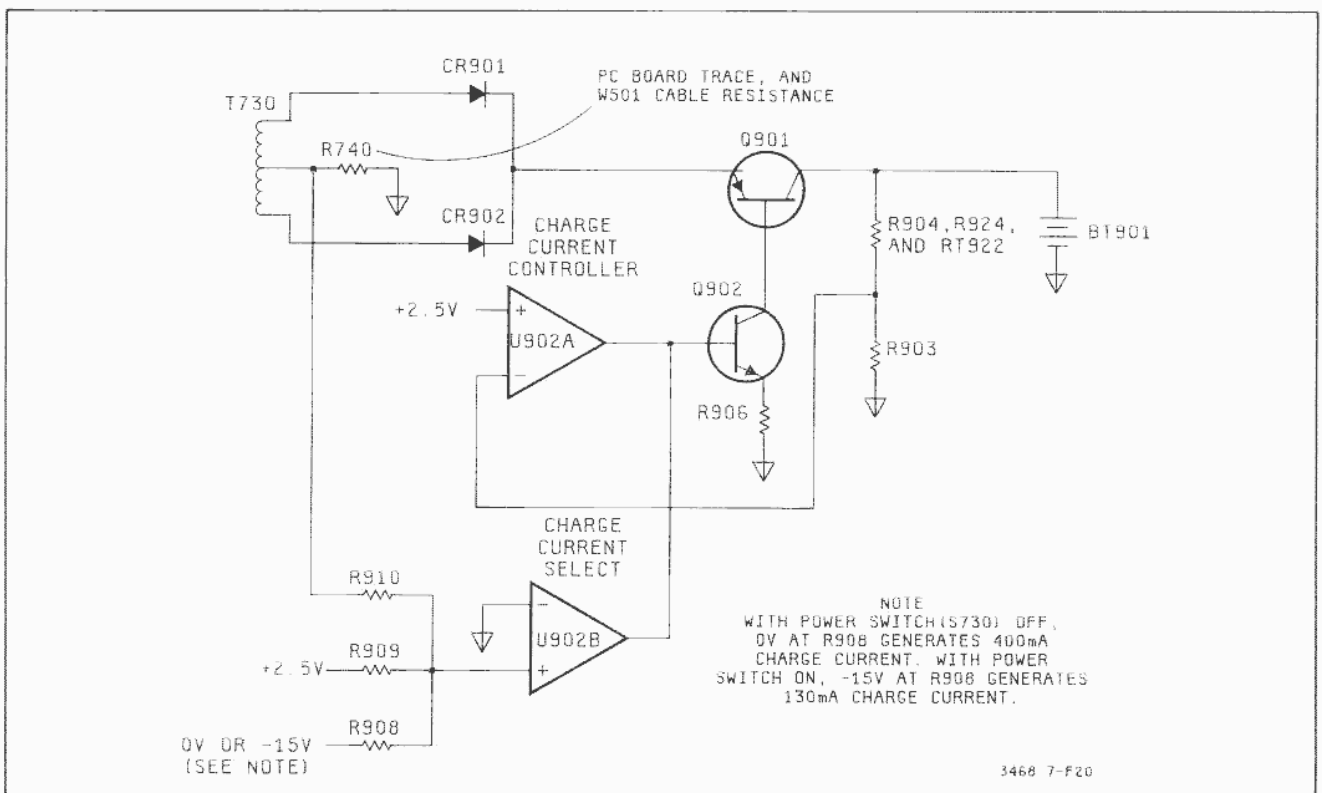 CR901
PC BOARD TRACE, AND
W501 CABLE RESISTANCE
T730
R740
Q901
CR902
CHARGE
CURRENT
CONTROLLER
R904, R924,
AND RT922
BT901
+2.5V
+
U902A
−
Q902
R903
R906
CHARGE
CURRENT
SELECT
R910
−
U902B
+
+2.5V
R909
R908
0V OR -15V
(SEE NOTE)
NOTE
WITH POWER SWITCH(S730) OFF,
0V AT R908 GENERATES 400mA
CHARGE CURRENT. WITH POWER
SWITCH ON, -15V AT R908 GENERATES
130mA CHARGE CURRENT.
3468 7-F20